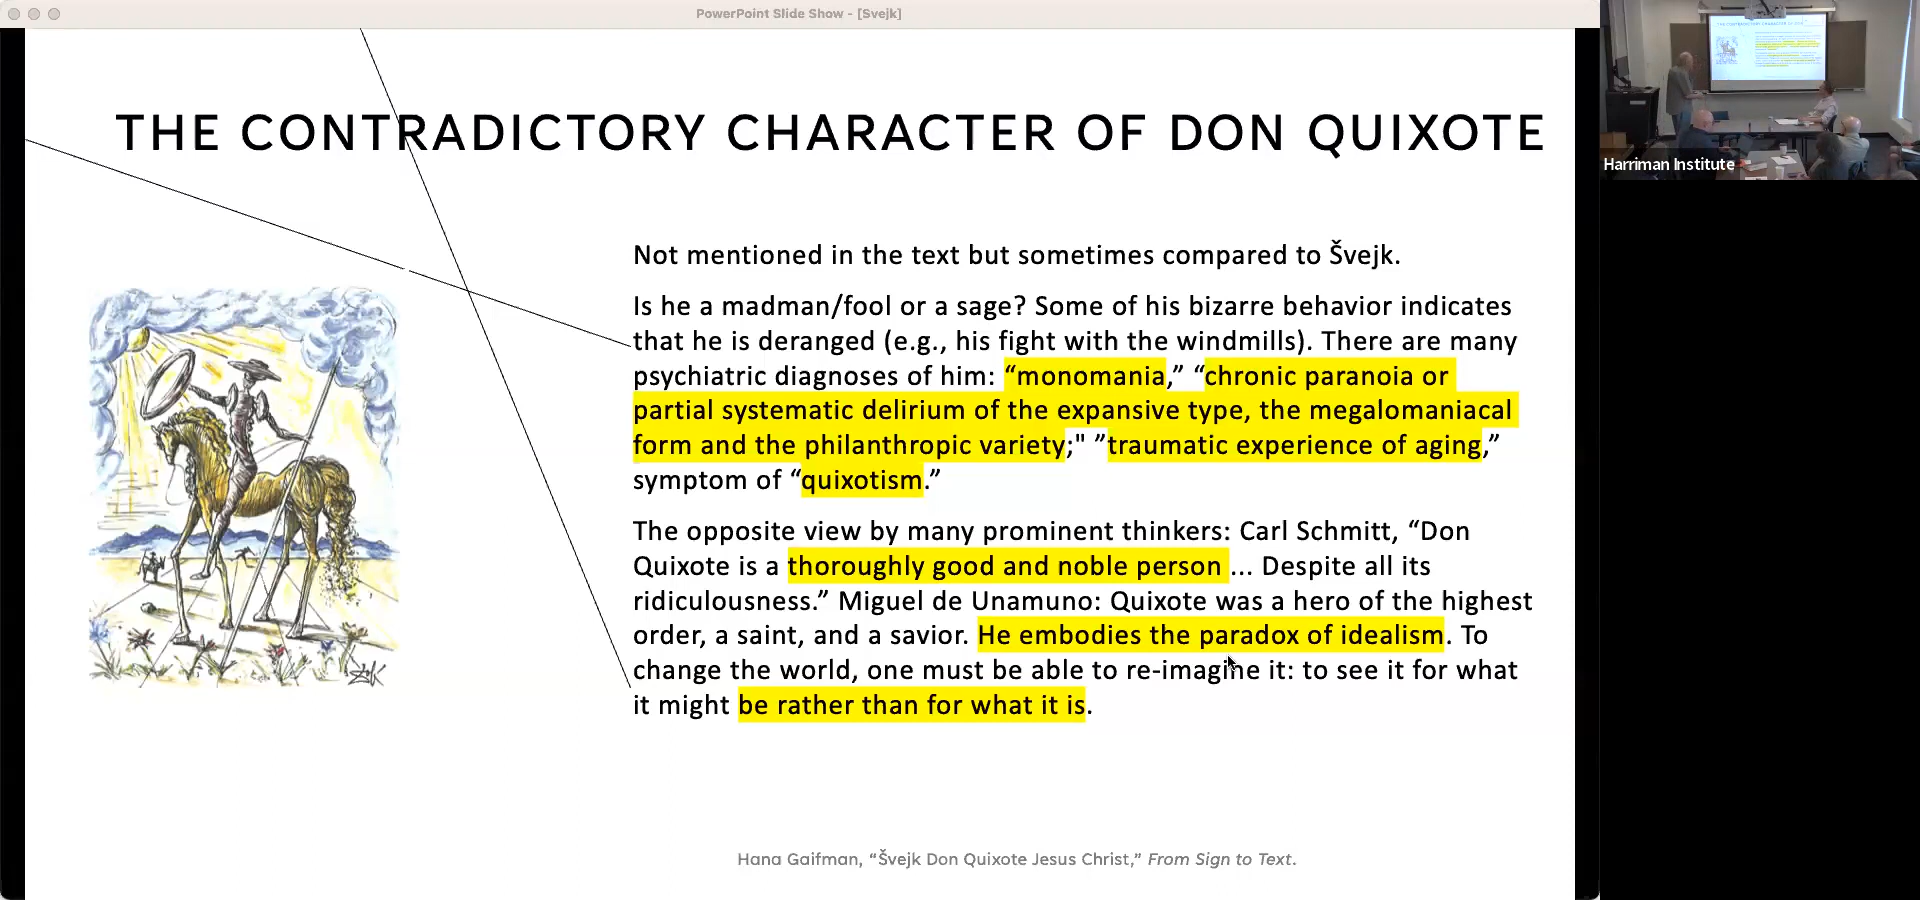 PowerPoint Slide Show - [Svejk]
THE CONTRADICTORY CHARACTER OF DON QUIXOTE
Harriman Institute
Not mentioned in the text but sometimes compared to Švejk.
Is he a madman/fool or a sage? Some of his bizarre behavior indicates
that he is deranged (e.g., his fight with the windmills). There are many
psychiatric diagnoses of him: “monomania,” “chronic paranoia or
partial systematic delirium of the expansive type, the megalomaniacal
form and the philanthropic variety;" ”traumatic experience of aging,”
symptom of “quixotism.”
The opposite view by many prominent thinkers: Carl Schmitt, “Don
Quixote is a thoroughly good and noble person ... Despite all its
ridiculousness.” Miguel de Unamuno: Quixote was a hero of the highest
order, a saint, and a savior. He embodies the paradox of idealism. To
change the world, one must be able to re-imagine it: to see it for what
it might be rather than for what it is.
Hana Gaifman, “Švejk Don Quixote Jesus Christ,” From Sign to Text.